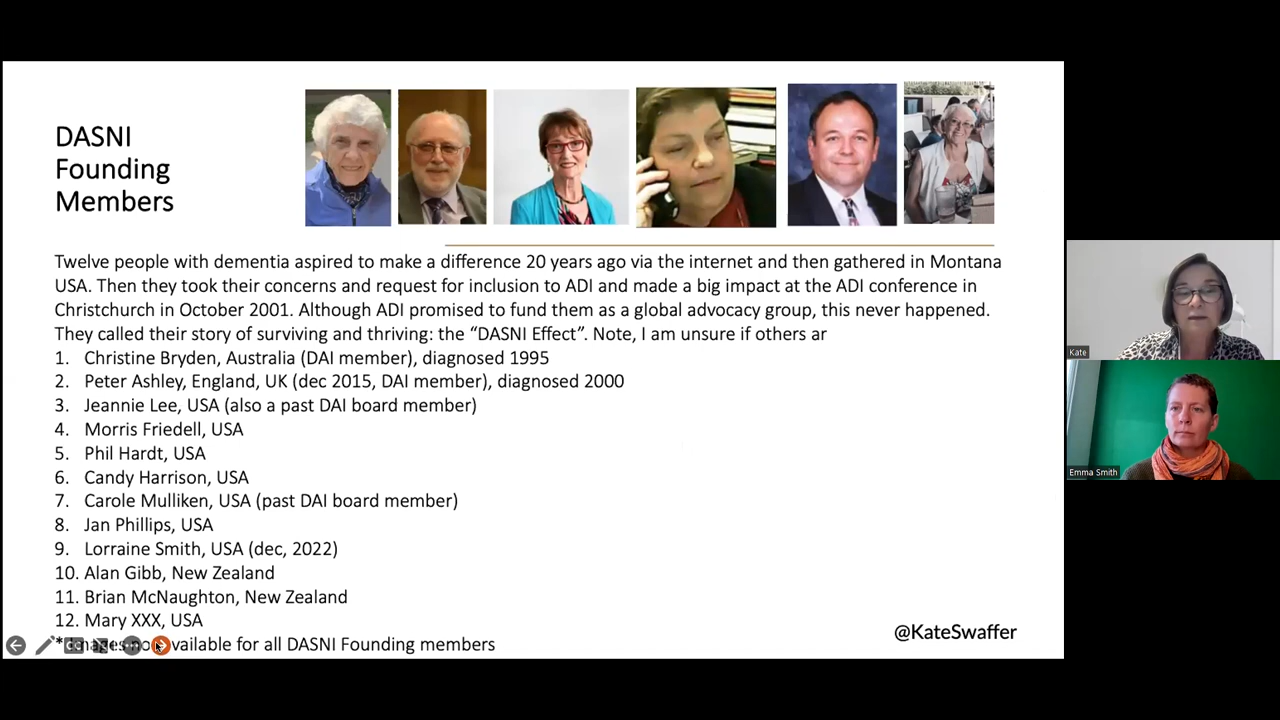 DASNI
Founding
Members
Twelve people with dementia aspired to make a difference 20 years ago via the internet and then gathered in Montana
USA. Then they took their concerns and request for inclusion to ADI and made a big impact at the ADI conference in
Christchurch in October 2001. Although ADI promised to fund them as a global advocacy group, this never happened.
They called their story of surviving and thriving: the “DASNI Effect”. Note, I am unsure if others ar
1. Christine Bryden, Australia (DAI member), diagnosed 1995
2. Peter Ashley, England, UK (dec 2015, DAI member), diagnosed 2000
3. Jeannie Lee, USA (also a past DAI board member)
4. Morris Friedell, USA
5. Phil Hardt, USA
6. Candy Harrison, USA
7. Carole Mulliken, USA (past DAI board member)
8. Jan Phillips, USA
9. Lorraine Smith, USA (dec, 2022)
10. Alan Gibb, New Zealand
11. Brian McNaughton, New Zealand
12. Mary XXX, USA
*Images not available for all DASNI Founding members
@KateSwaffer
Kate
Emma Smith